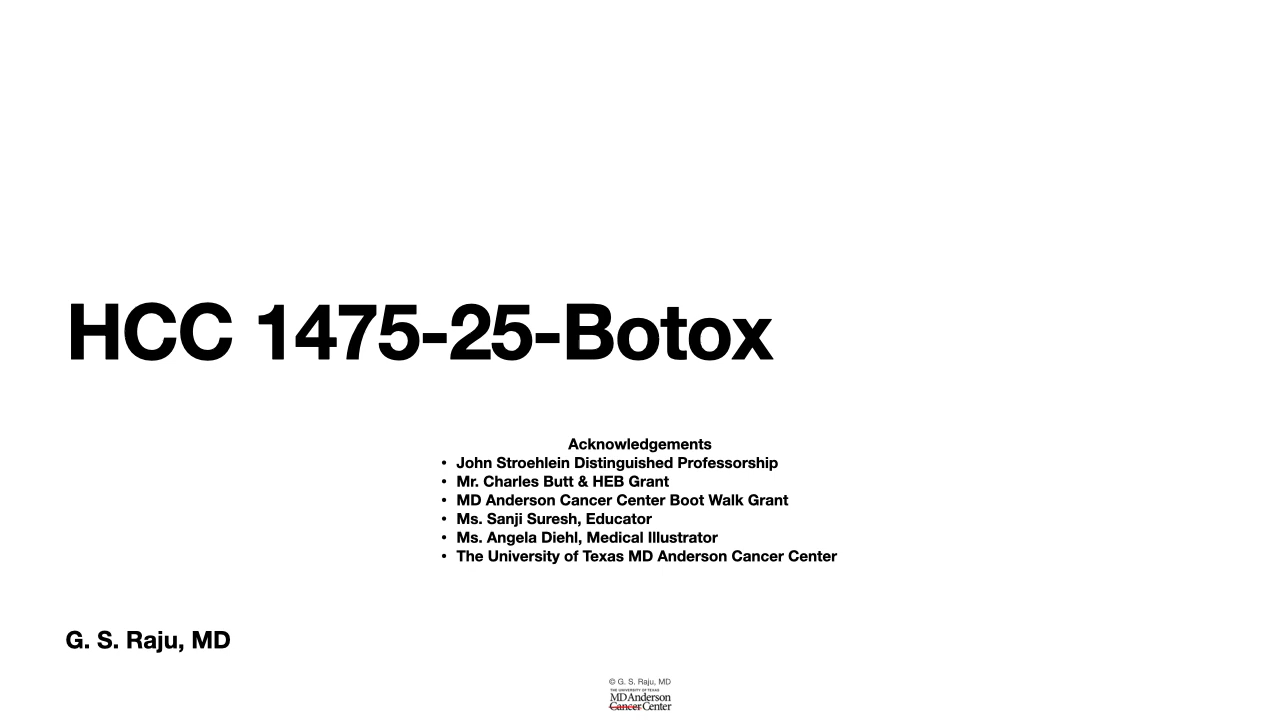 HCC 1475-25-Botox
Acknowledgements
• John Stroehlein Distinguished Professorship
• Mr. Charles Butt & HEB Grant
• MD Anderson Cancer Center Boot Walk Grant
• Ms. Sanji Suresh, Educator
• Ms. Angela Diehl, Medical Illustrator
• The University of Texas MD Anderson Cancer Center
G. S. Raju, MD
© G. S. Raju, MD
THE UNIVERSITY OF TEXAS
MD Anderson
Cancer Center